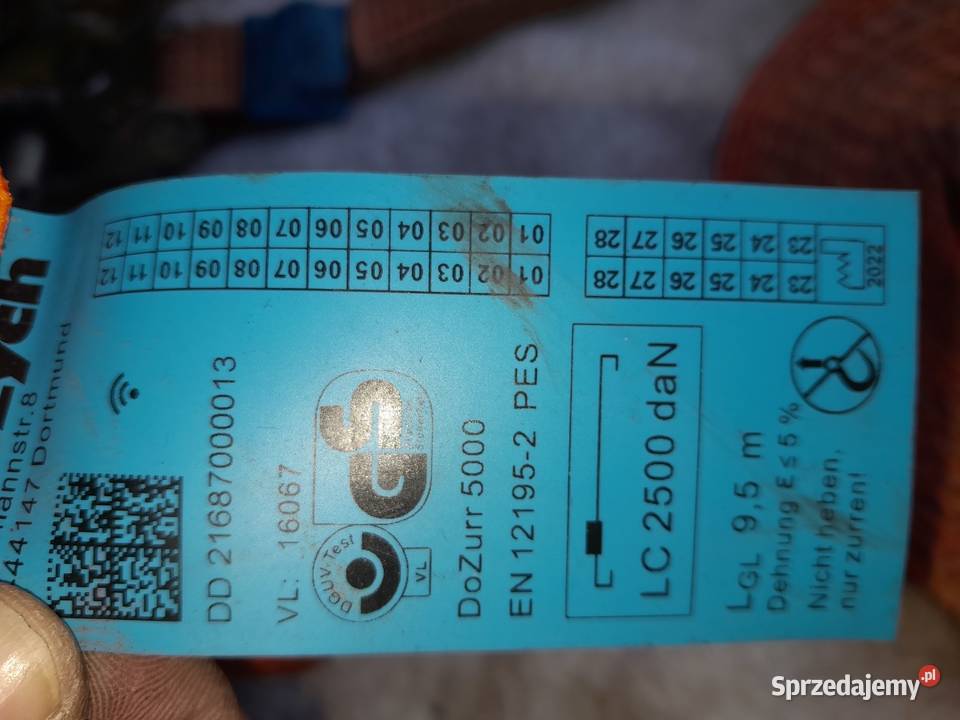 44147 Dortmund
DD 21687000013
VL: 16067
DGUV-Test
VL
GS
DoZurr 5000
EN 12195-2 PES
LC 2500 daN
LGL 9,5 m
Dehnung E ≤ 5 %
Nicht heben,
nur zurren!
01 02 03 04 05 06 07 08 09 10 11 12
01 02 03 04 05 06 07 08 09 10 11 12
2022
23 24 25 26 27 28
23 24 25 26 27 28
Sprzedajemy.pl